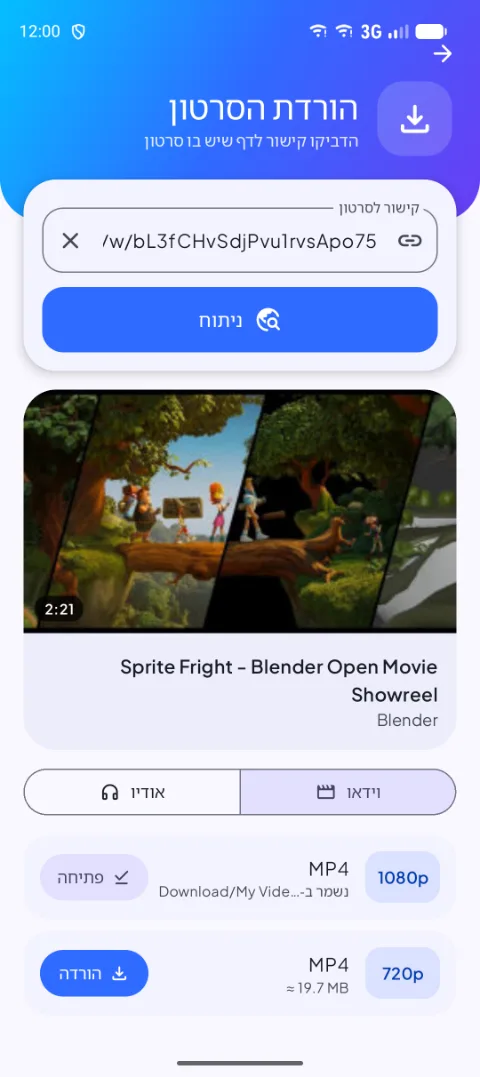 12:00
3G
הורדת הסרטון
הדביקו קישור לדף שיש בו סרטון
קישור לסרטון
/w/bL3fCHvSdjPvu1rvsApo75
ניתוח
2:21
Sprite Fright – Blender Open Movie
Showreel
Blender
וידאו
אודיו
1080p
MP4
נשמר ב-…Download/My Vide
פתיחה
720p
MP4
≈ 19.7 MB
הורדה